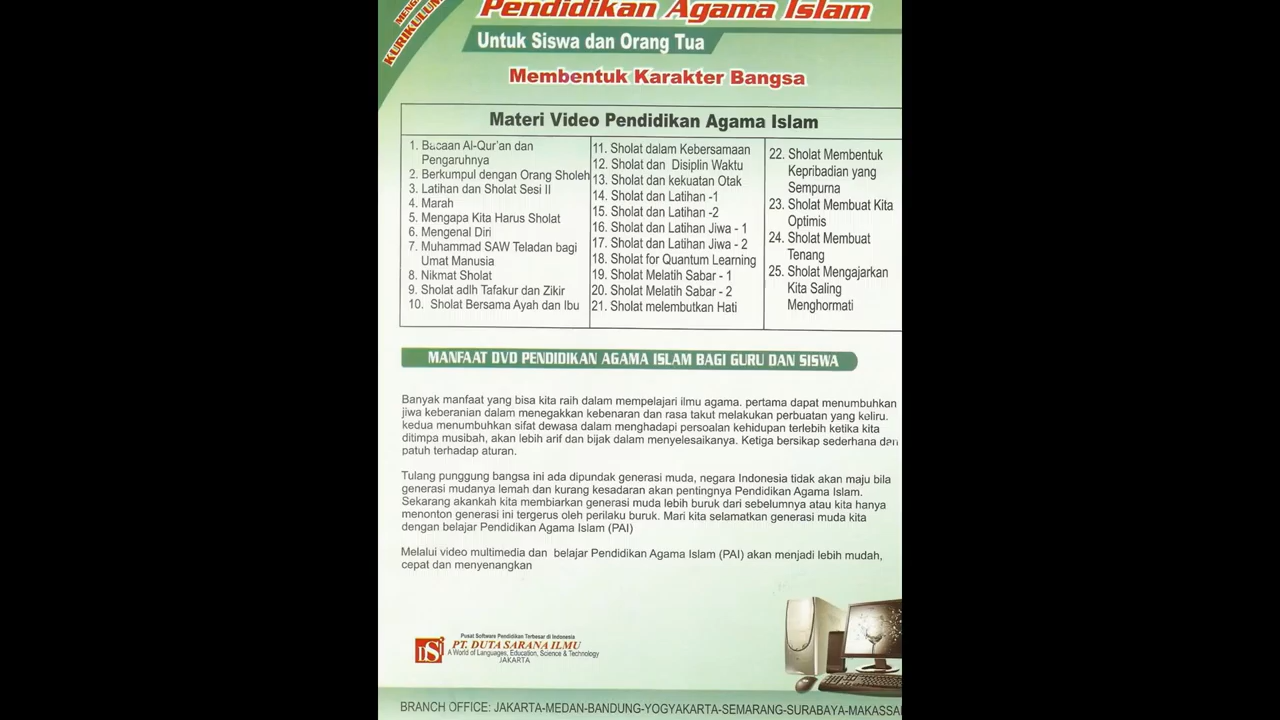 KURIKULUM
Pendidikan Agama Islam
Untuk Siswa dan Orang Tua
Membentuk Karakter Bangsa
Materi Video Pendidikan Agama Islam
1. Bacaan Al-Qur'an dan
Pengaruhnya
2. Berkumpul dengan Orang Sholeh
3. Latihan dan Sholat Sesi II
4. Marah
5. Mengapa Kita Harus Sholat
6. Mengenal Diri
7. Muhammad SAW Teladan bagi
Umat Manusia
8. Nikmat Sholat
9. Sholat adlh Tafakur dan Zikir
10. Sholat Bersama Ayah dan Ibu
11. Sholat dalam Kebersamaan
12. Sholat dan Disiplin Waktu
13. Sholat dan kekuatan Otak
14. Sholat dan Latihan -1
15. Sholat dan Latihan -2
16. Sholat dan Latihan Jiwa - 1
17. Sholat dan Latihan Jiwa - 2
18. Sholat for Quantum Learning
19. Sholat Melatih Sabar - 1
20. Sholat Melatih Sabar - 2
21. Sholat melembutkan Hati
22. Sholat Membentuk
Kepribadian yang
Sempurna
23. Sholat Membuat Kita
Optimis
24. Sholat Membuat
Tenang
25. Sholat Mengajarkan
Kita Saling
Menghormati
MANFAAT DVD PENDIDIKAN AGAMA ISLAM BAGI GURU DAN SISWA
Banyak manfaat yang bisa kita raih dalam mempelajari ilmu agama. pertama dapat menumbuhkan
jiwa keberanian dalam menegakkan kebenaran dan rasa takut melakukan perbuatan yang keliru.
kedua menumbuhkan sifat dewasa dalam menghadapi persoalan kehidupan terlebih ketika kita
ditimpa musibah, akan lebih arif dan bijak dalam menyelesaikanya. Ketiga bersikap sederhana dan
patuh terhadap aturan.
Tulang punggung bangsa ini ada dipundak generasi muda, negara Indonesia tidak akan maju bila
generasi mudanya lemah dan kurang kesadaran akan pentingnya Pendidikan Agama Islam.
Sekarang akankah kita membiarkan generasi muda lebih buruk dari sebelumnya atau kita hanya
menonton generasi ini tergerus oleh perilaku buruk. Mari kita selamatkan generasi muda kita
dengan belajar Pendidikan Agama Islam (PAI)
Melalui video multimedia dan belajar Pendidikan Agama Islam (PAI) akan menjadi lebih mudah,
cepat dan menyenangkan
Pusat Software Pendidikan Terbesar di Indonesia
DSI PT. DUTA SARANA ILMU
A World of Languages, Education, Science & Technology
JAKARTA
BRANCH OFFICE: JAKARTA-MEDAN-BANDUNG-YOGYAKARTA-SEMARANG-SURABAYA-MAKASSA